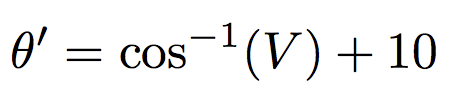 θ′ = cos⁻¹(V) + 10